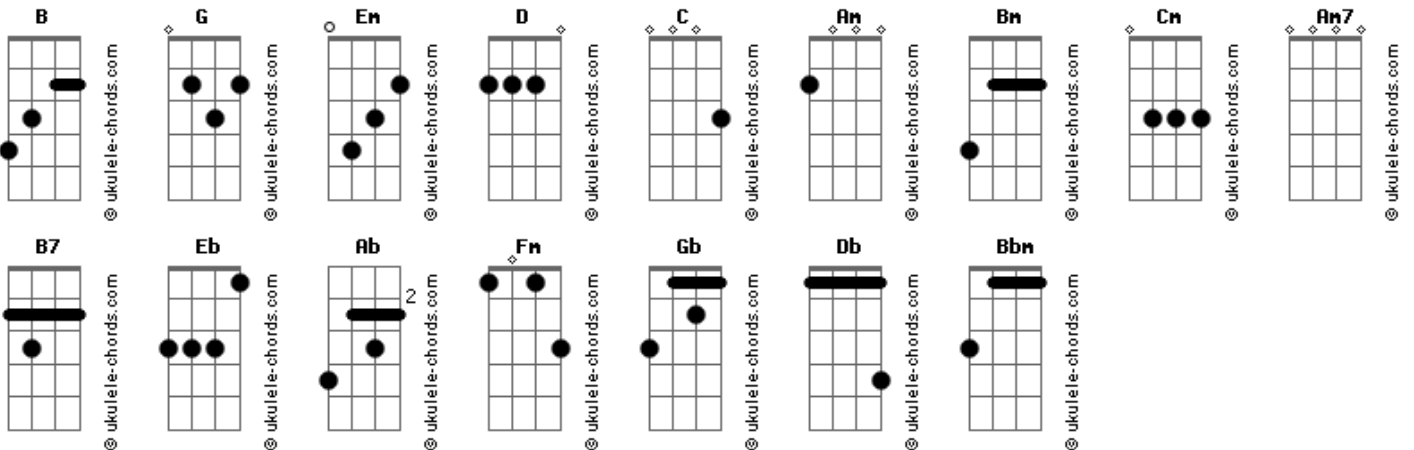 B G Em D C Am Bm Cm Am7
© ukulele-chords.com © ukulele-chords.com © ukulele-chords.com © ukulele-chords.com © ukulele-chords.com © ukulele-chords.com © ukulele-chords.com © ukulele-chords.com © ukulele-chords.com
B7 Eb Ab Fm Gb Db Bbm
2
© ukulele-chords.com © ukulele-chords.com © ukulele-chords.com © ukulele-chords.com © ukulele-chords.com © ukulele-chords.com © ukulele-chords.com